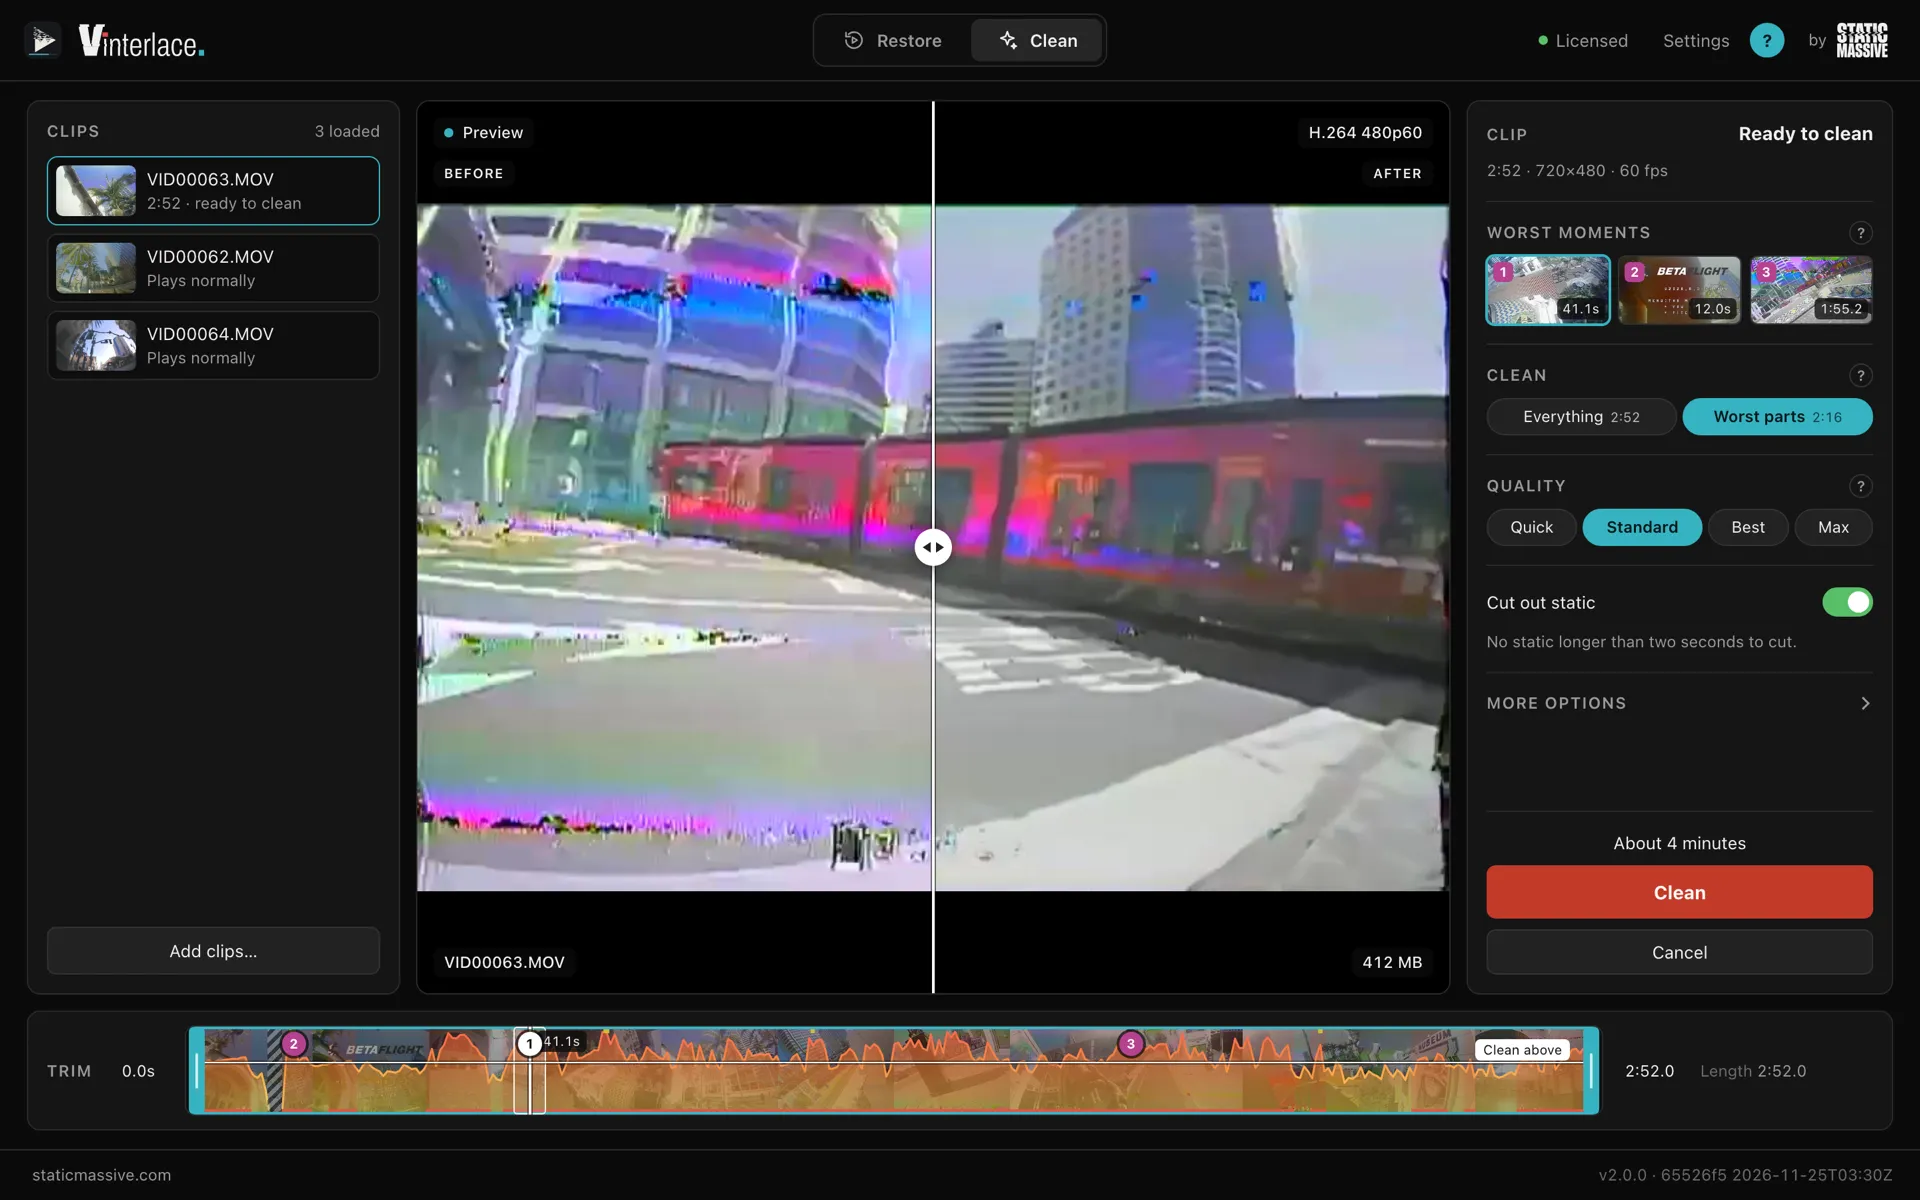 Vinterlace.
Restore
Clean
Licensed
Settings
?
by
STATIC
MASSIVE
CLIPS
3 loaded
VID00063.MOV
2:52 · ready to clean
VID00062.MOV
Plays normally
VID00064.MOV
Plays normally
Add clips...
Preview
H.264 480p60
BEFORE
AFTER
VID00063.MOV
412 MB
CLIP
Ready to clean
2:52 · 720×480 · 60 fps
WORST MOMENTS
?
1
41.1s
2
BETAFLIGHT
12.0s
3
1:55.2
CLEAN
?
Everything 2:52
Worst parts 2:16
QUALITY
?
Quick
Standard
Best
Max
Cut out static
No static longer than two seconds to cut.
MORE OPTIONS
About 4 minutes
Clean
Cancel
TRIM
0.0s
2
BETAFLIGHT
1
41.1s
3
MUSEUM
Clean above
2:52.0
Length 2:52.0
staticmassive.com
v2.0.0 · 65526f5 2026-11-25T03:30Z